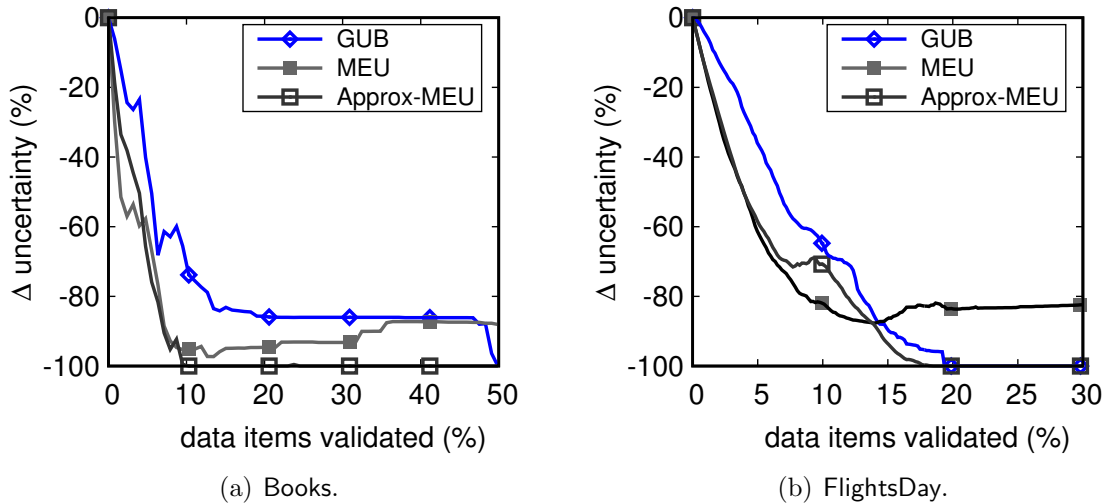 0
-20
-40
-60
-80
-100
0 10 20 30 40 50
Δ uncertainty (%)
data items validated (%)
GUB
MEU
Approx-MEU
(a) Books.
0
-20
-40
-60
-80
-100
0 5 10 15 20 25 30
Δ uncertainty (%)
data items validated (%)
GUB
MEU
Approx-MEU
(b) FlightsDay.